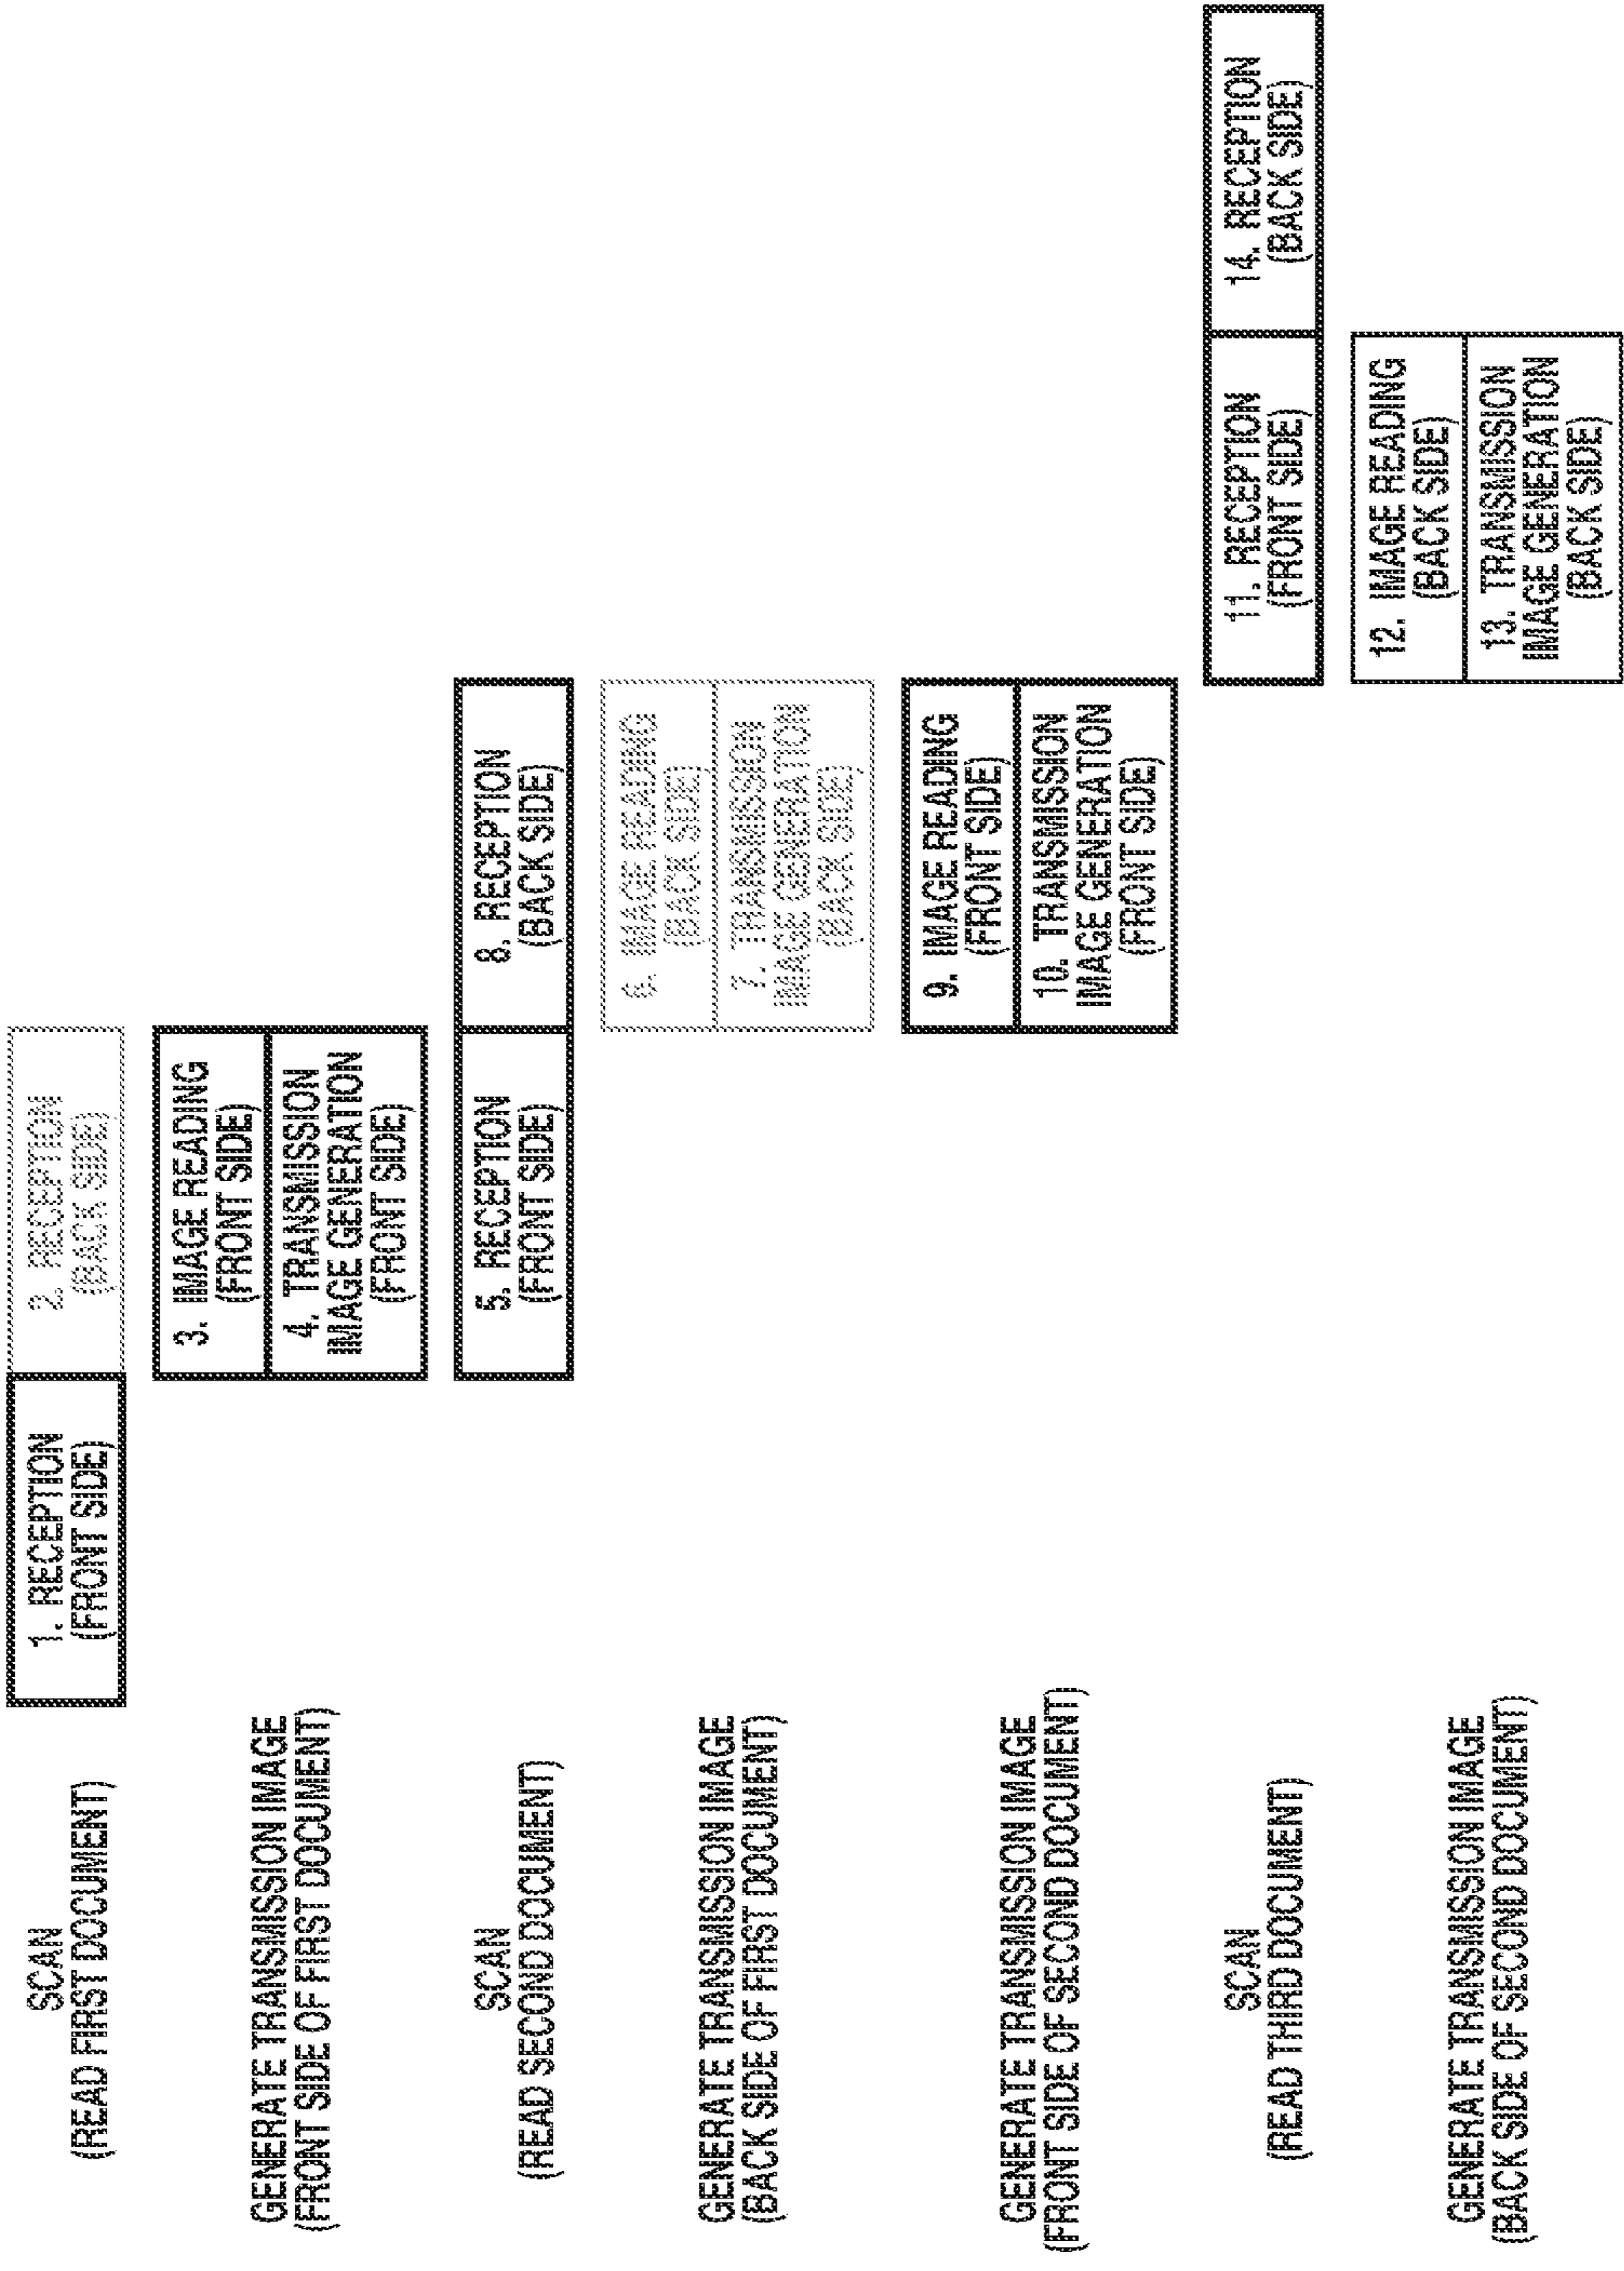 SCAN
(READ FIRST DOCUMENT)
1. RECEPTION
(FRONT SIDE)
2. RECEPTION
(BACK SIDE)
GENERATE TRANSMISSION IMAGE
(FRONT SIDE OF FIRST DOCUMENT)
3. IMAGE READING
(FRONT SIDE)
4. TRANSMISSION
IMAGE GENERATION
(FRONT SIDE)
SCAN
(READ SECOND DOCUMENT)
5. RECEPTION
(FRONT SIDE)
8. RECEPTION
(BACK SIDE)
GENERATE TRANSMISSION IMAGE
(BACK SIDE OF FIRST DOCUMENT)
6. IMAGE READING
(BACK SIDE)
7. TRANSMISSION
IMAGE GENERATION
(BACK SIDE)
GENERATE TRANSMISSION IMAGE
(FRONT SIDE OF SECOND DOCUMENT)
9. IMAGE READING
(FRONT SIDE)
10. TRANSMISSION
IMAGE GENERATION
(FRONT SIDE)
SCAN
(READ THIRD DOCUMENT)
11. RECEPTION
(FRONT SIDE)
14. RECEPTION
(BACK SIDE)
GENERATE TRANSMISSION IMAGE
(BACK SIDE OF SECOND DOCUMENT)
12. IMAGE READING
(BACK SIDE)
13. TRANSMISSION
IMAGE GENERATION
(BACK SIDE)